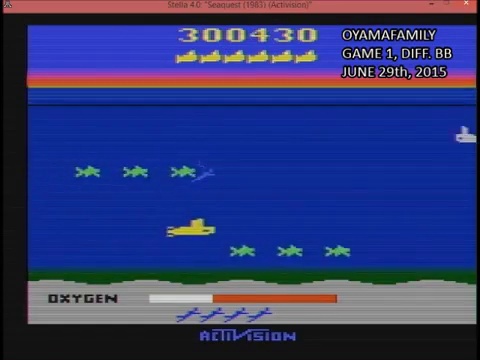 Stella 4.0: "Seaquest (1983) (Activision)"
300430
OYAMAFAMILY
GAME 1, DIFF. BB
JUNE 29th, 2015
OXYGEN
ACTIVISION